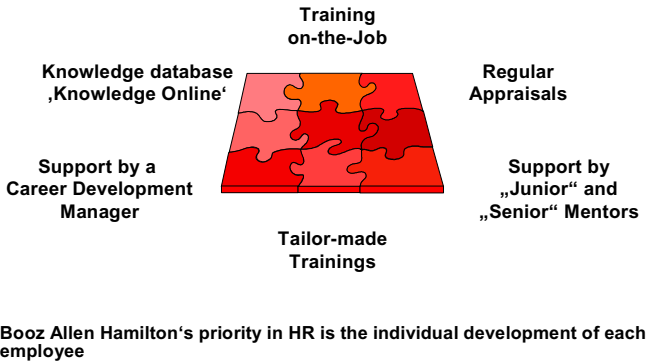 Training
on-the-Job
Knowledge database
‚Knowledge Online‘
Regular
Appraisals
Support by a
Career Development
Manager
Support by
„Junior“ and
„Senior“ Mentors
Tailor-made
Trainings
Booz Allen Hamilton‘s priority in HR is the individual development of each
employee